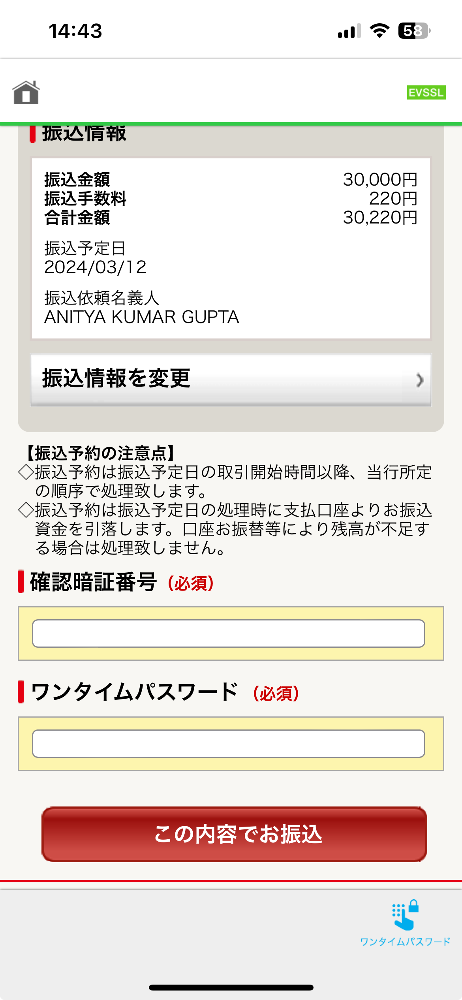 14:43
58
EVSSL
振込情報
振込金額 30,000円
振込手数料 220円
合計金額 30,220円
振込予定日
2024/03/12
振込依頼名義人
ANITYA KUMAR GUPTA
振込情報を変更
【振込予約の注意点】
◇振込予約は振込予定日の取引開始時間以降、当行所定
の順序で処理致します。
◇振込予約は振込予定日の処理時に支払口座よりお振込
資金を引落します。口座お振替等により残高が不足す
る場合は処理致しません。
確認暗証番号（必須）
ワンタイムパスワード（必須）
この内容でお振込
ワンタイムパスワード